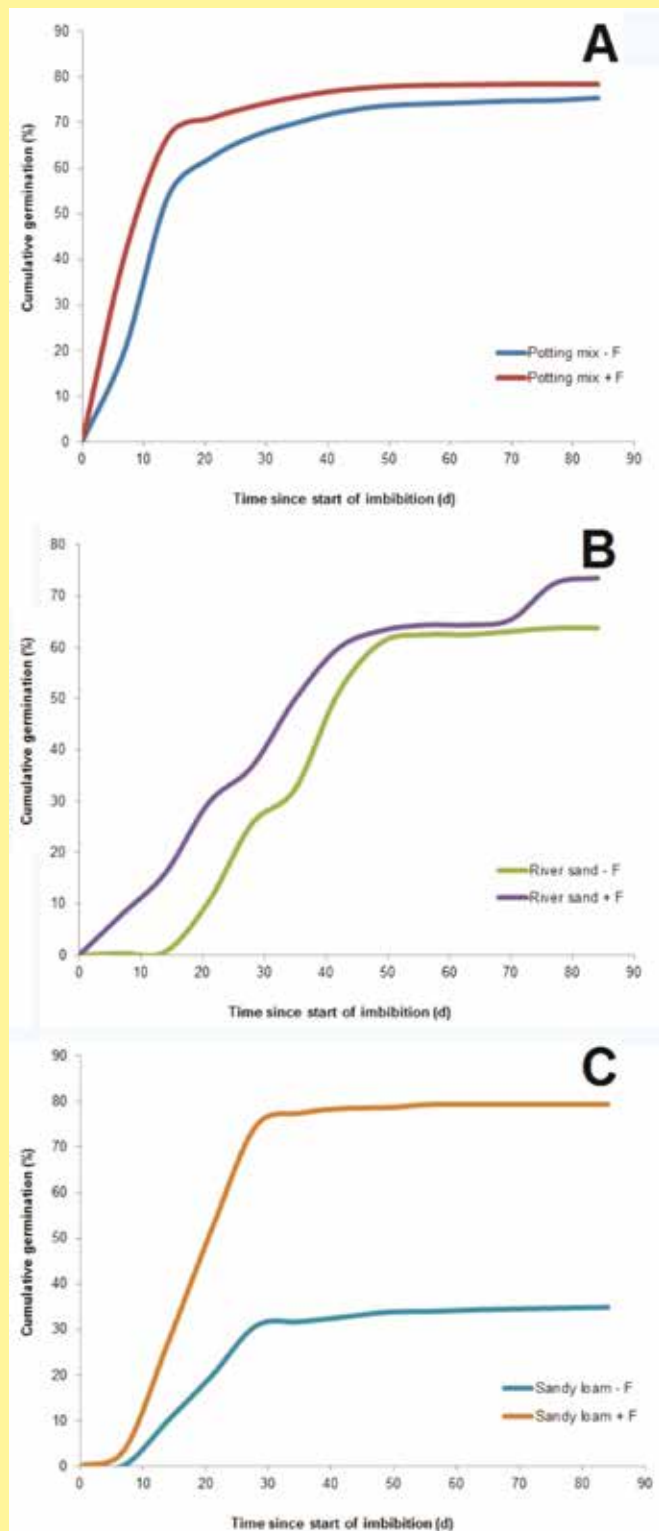 A
90
80
70
60
50
40
30
20
10
0
Cumulative germination (%)
Potting mix - F
Potting mix + F
0 10 20 30 40 50 60 70 80 90
Time since start of imbibition (d)
B
80
70
60
50
40
30
20
10
0
Cumulative germination (%)
River sand - F
River sand + F
0 10 20 30 40 50 60 70 80 90
Time since start of imbibition (d)
C
90
80
70
60
50
40
30
20
10
0
Cumulative germination (%)
Sandy loam - F
Sandy loam + F
0 10 20 30 40 50 60 70 80 90
Time since start of imbibition (d)